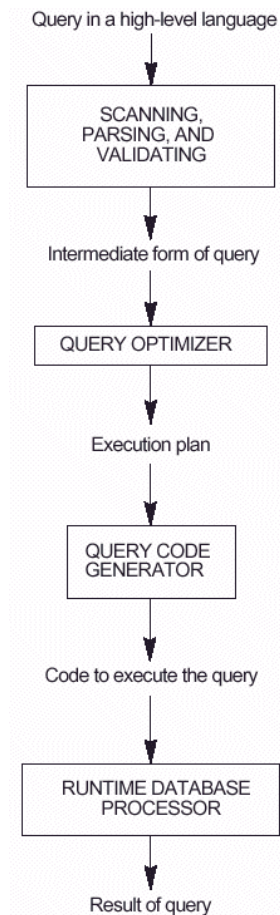 Query in a high-level language
SCANNING,
PARSING, AND
VALIDATING
Intermediate form of query
QUERY OPTIMIZER
Execution plan
QUERY CODE
GENERATOR
Code to execute the query
RUNTIME DATABASE
PROCESSOR
Result of query